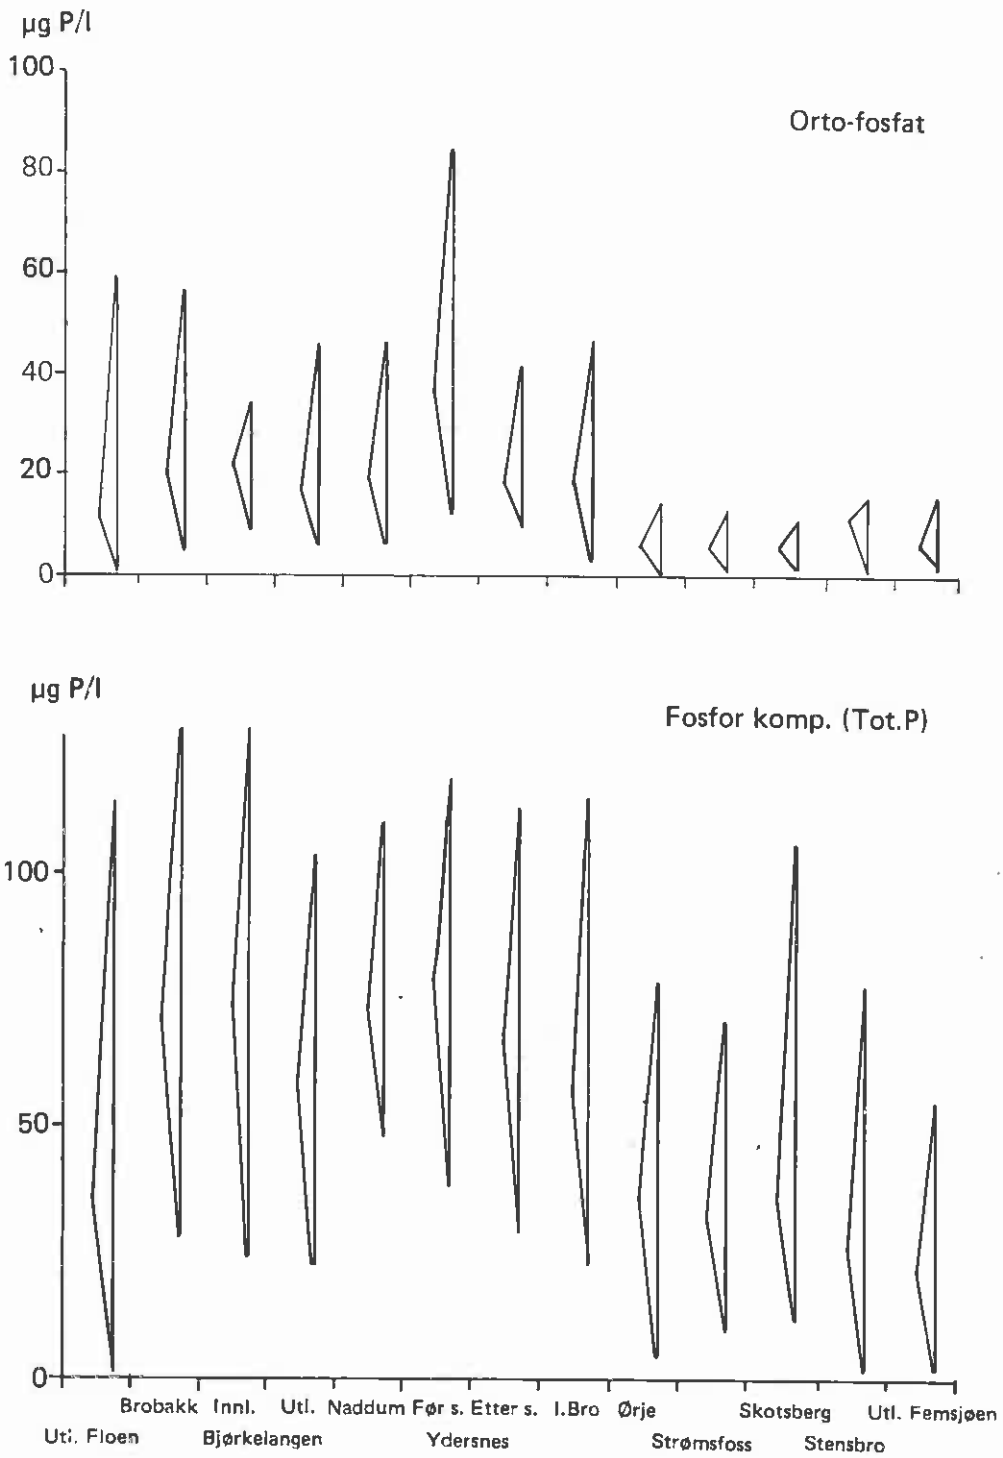 µg P/l
100
Orto-fosfat
80
60
40
20
0
µg P/l
Fosfor komp. (Tot.P)
100
50
0
Brobakk Innl. Utl. Naddum Før s. Etter s. I.Bro Ørje Skotsberg Utl. Femsjøen
Utl. Floen Bjørkelangen Ydersnes Strømsfoss Stensbro